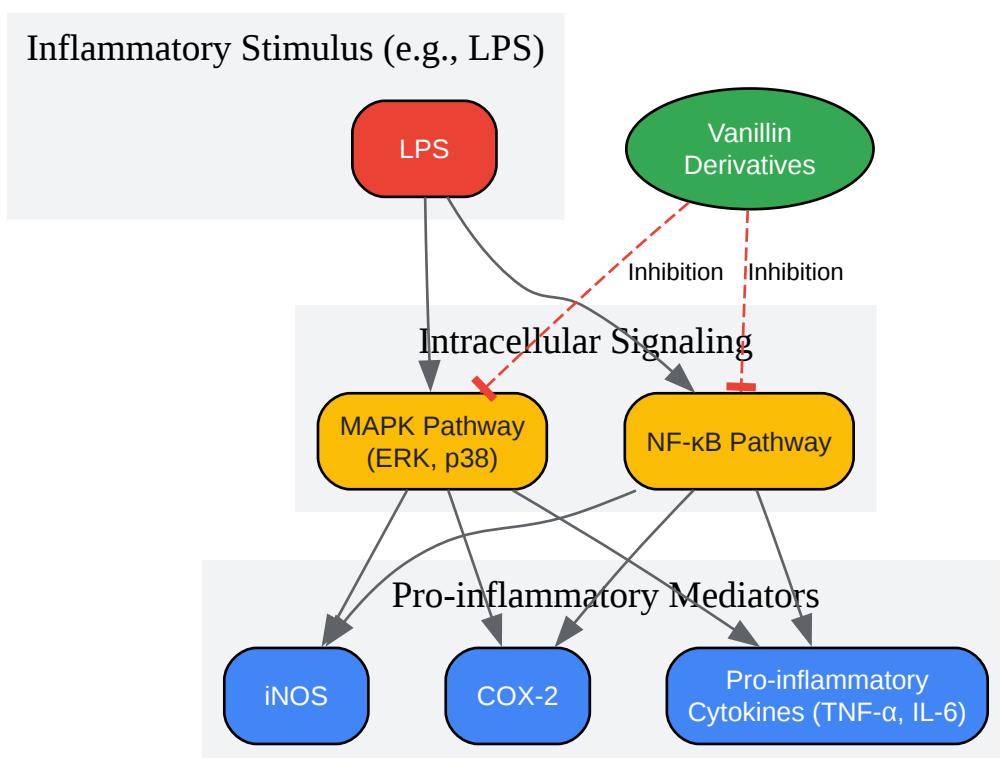 Inflammatory Stimulus (e.g., LPS)
LPS
Vanillin
Derivatives
Inhibition
Inhibition
Intracellular Signaling
MAPK Pathway
(ERK, p38)
NF-κB Pathway
Pro-inflammatory Mediators
iNOS
COX-2
Pro-inflammatory
Cytokines (TNF-α, IL-6)